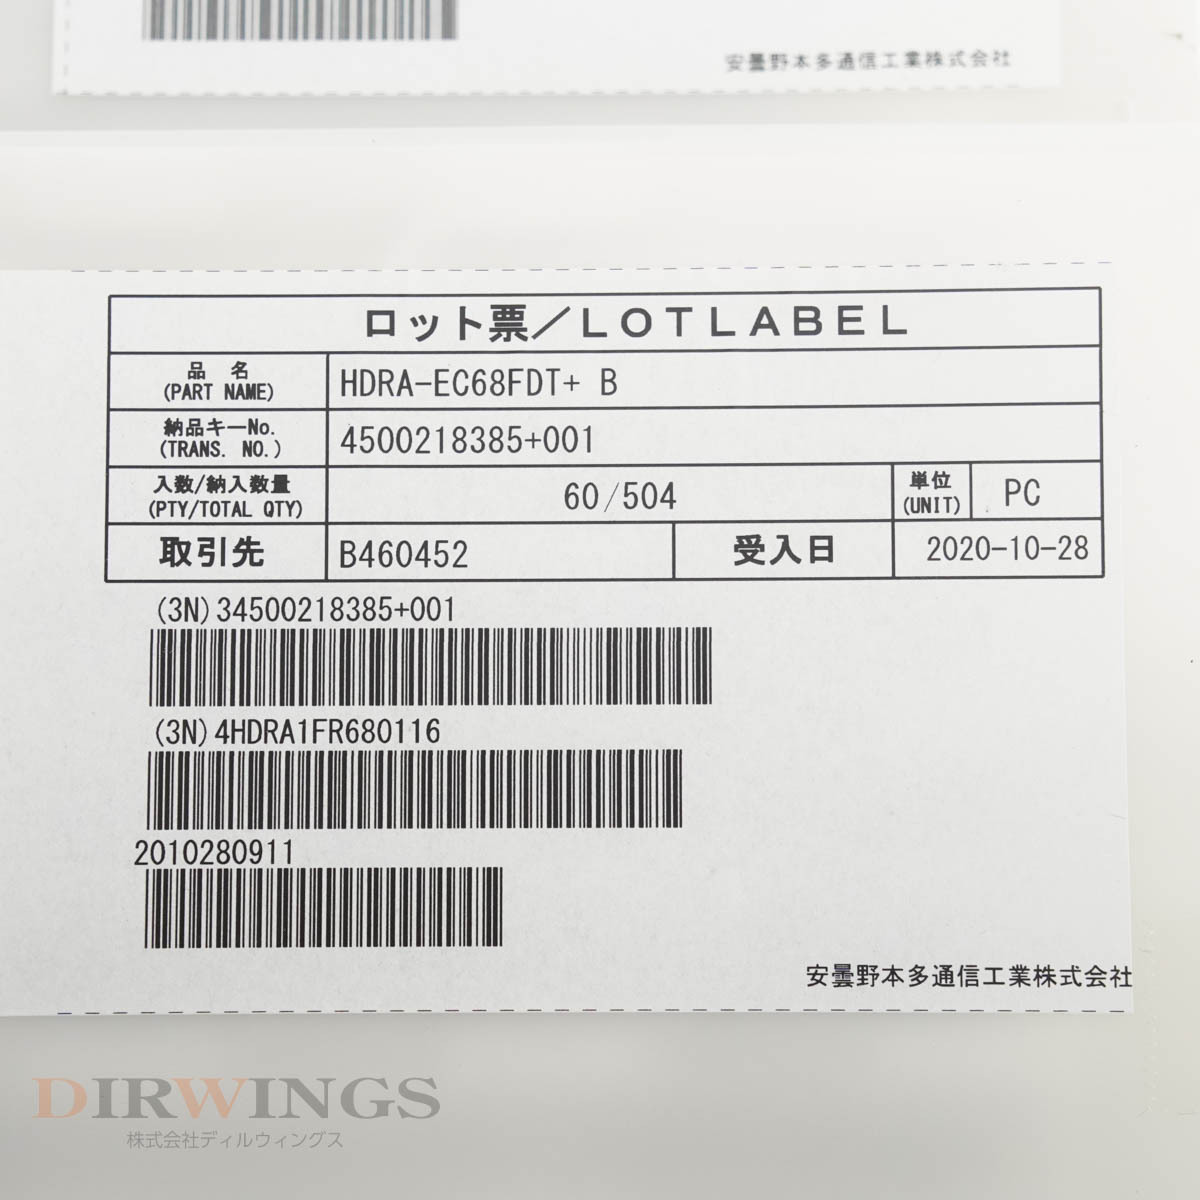 安曇野本多通信工業株式会社
ロット票／LOTLABEL
品 名
(PART NAME)
HDRA-EC68FDT+ B
納品キーNo.
(TRANS. NO.)
4500218385+001
入数/納入数量
(PTY/TOTAL QTY)
60/504
単位
(UNIT)
PC
取引先
B460452
受入日
2020-10-28
(3N)34500218385+001
(3N)4HDRA1FR680116
2010280911
安曇野本多通信工業株式会社
DIRWINGS
株式会社ディルウィングス